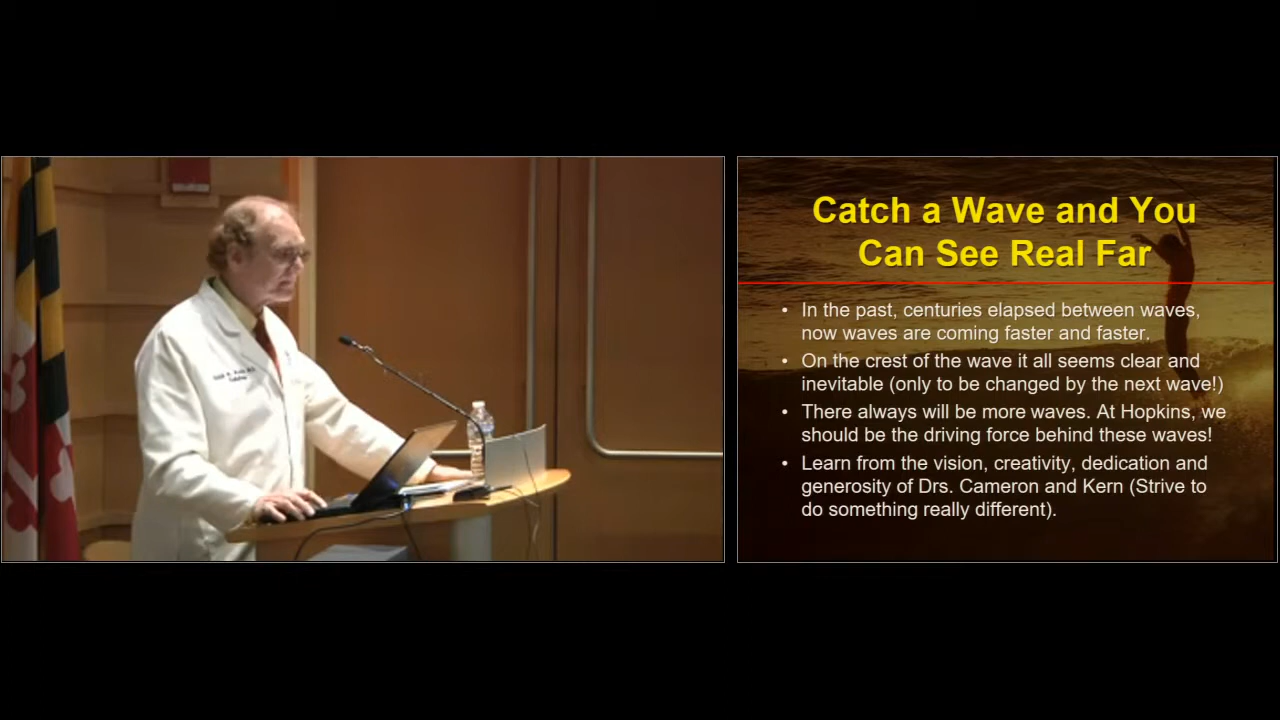 Catch a Wave and You
Can See Real Far
• In the past, centuries elapsed between waves,
now waves are coming faster and faster.
• On the crest of the wave it all seems clear and
inevitable (only to be changed by the next wave!)
• There always will be more waves. At Hopkins, we
should be the driving force behind these waves!
• Learn from the vision, creativity, dedication and
generosity of Drs. Cameron and Kern (Strive to
do something really different).